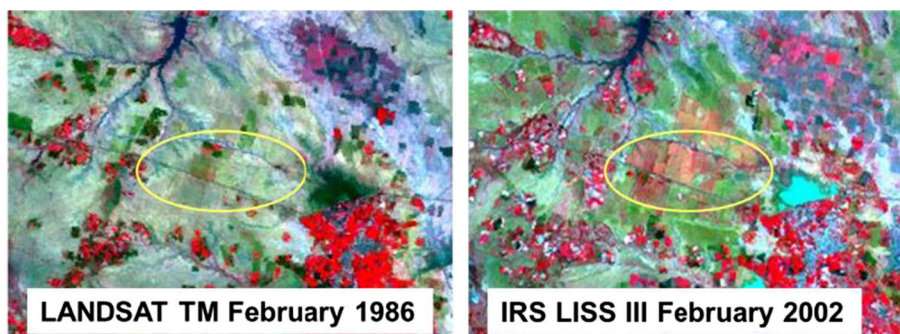 LANDSAT TM February 1986
IRS LISS III February 2002